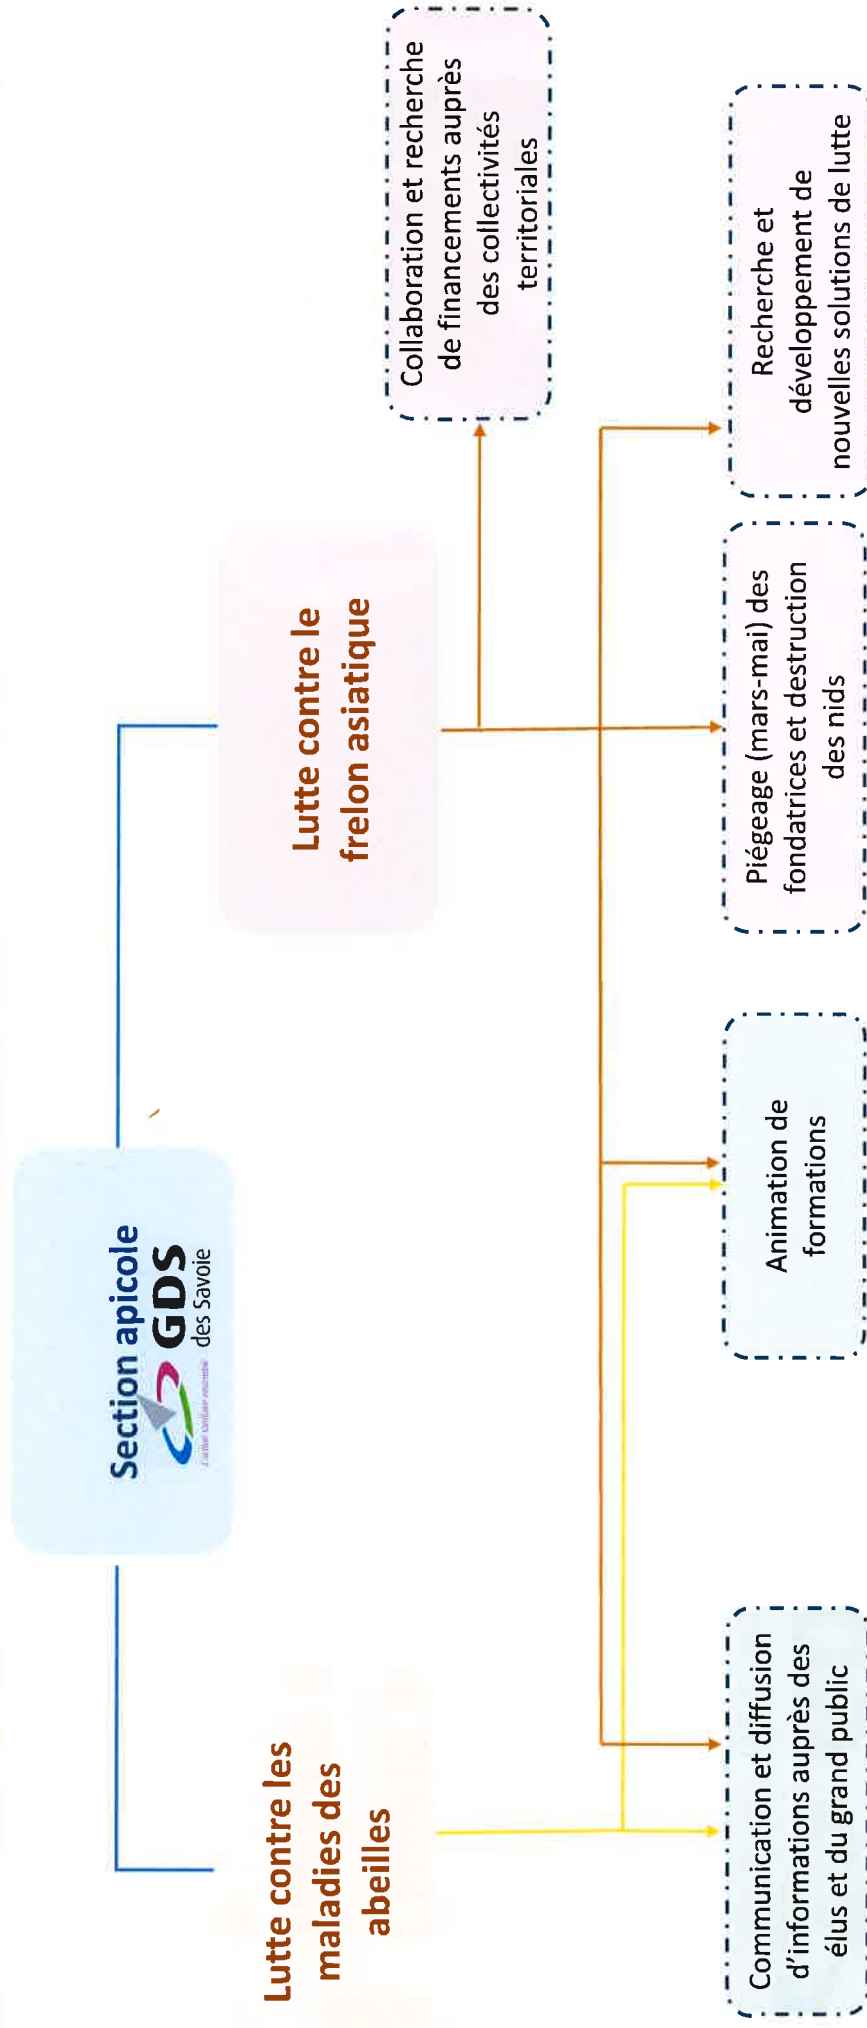 Section apicole
GDS
des Savoie
Lutte contre les
maladies des
abeilles
Lutte contre le
frelon asiatique
Collaboration et recherche
de financements auprès
des collectivités
territoriales
Communication et diffusion
d'informations auprès des
élus et du grand public
Animation de
formations
Piégeage (mars-mai) des
fondatrices et destruction
des nids
Recherche et
développement de
nouvelles solutions de lutte